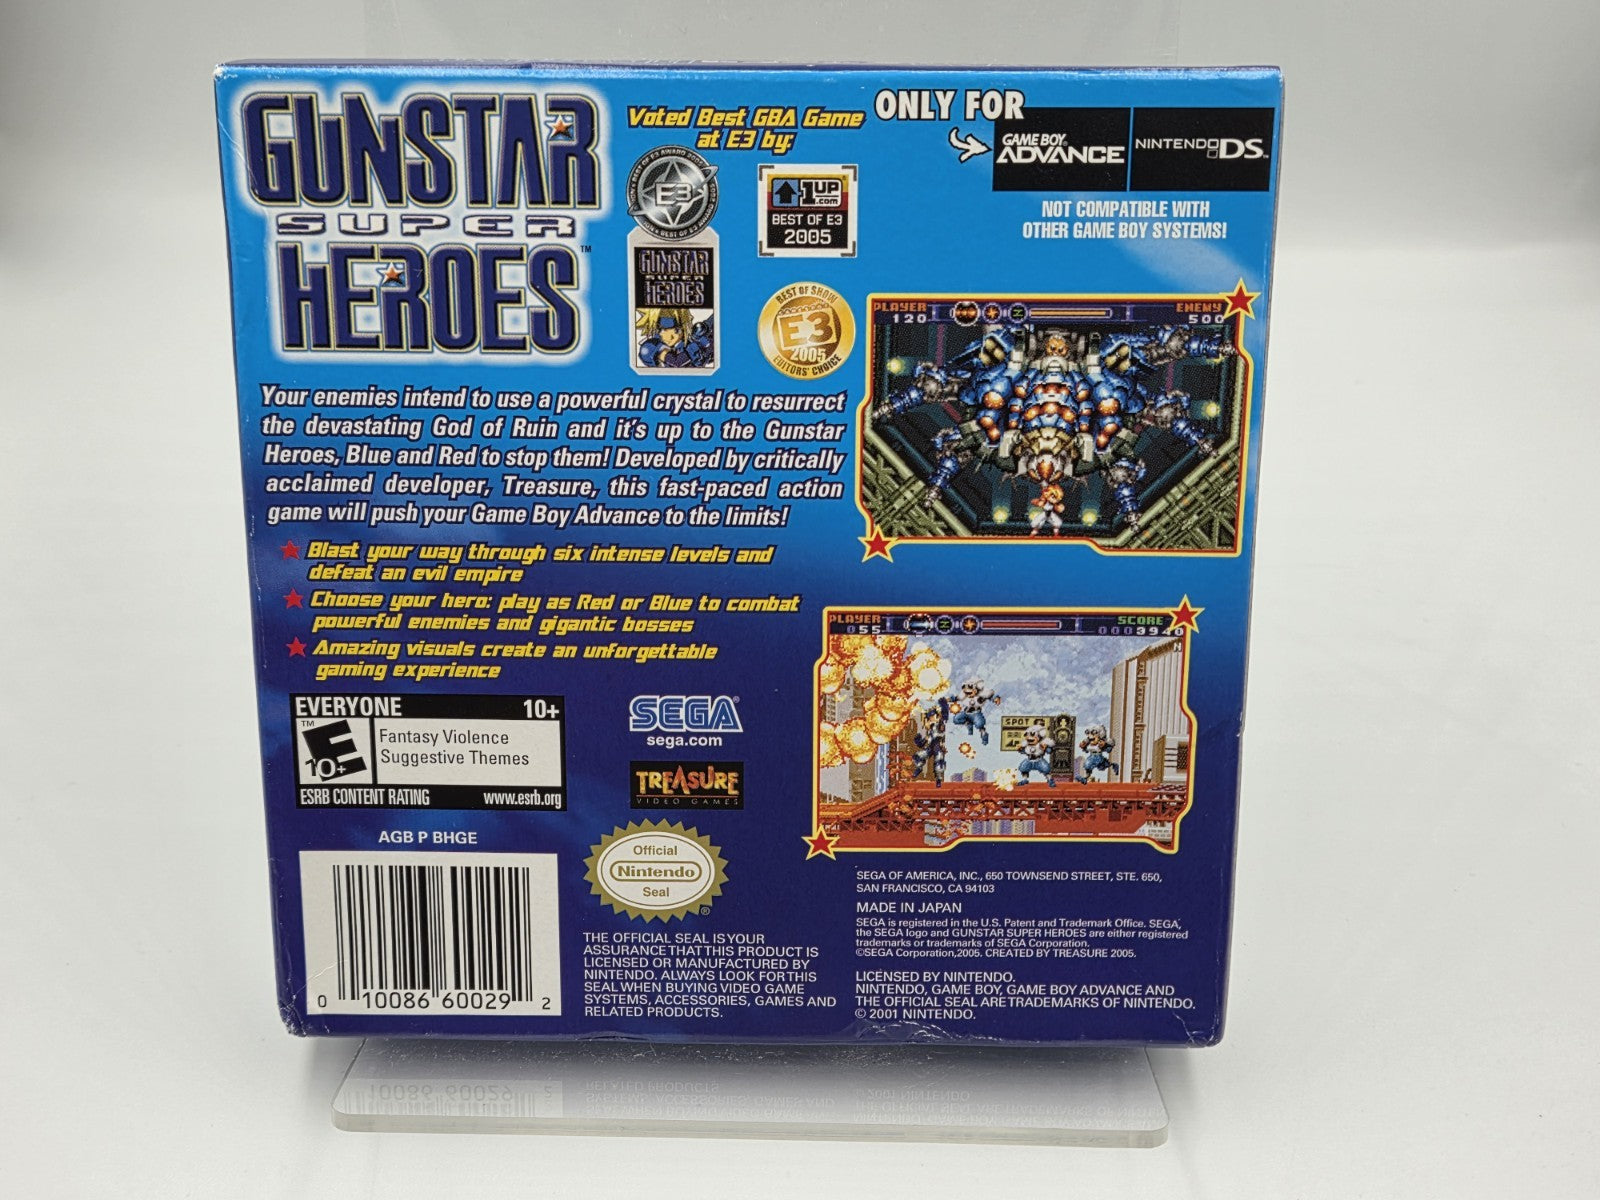 GUNSTAR
SUPER
HEROES™
Voted Best GBA Game
at E3 by:
E3
GUNSTAR
SUPER
HEROES
1UP
.com
BEST OF E3
2005
BEST OF SHOW
E3
2005
EDITORS' CHOICE
ONLY FOR
GAME BOY ADVANCE
NINTENDO DS™
NOT COMPATIBLE WITH
OTHER GAME BOY SYSTEMS!
PLAYER
120
ENEMY
500
Your enemies intend to use a powerful crystal to resurrect
the devastating God of Ruin and it's up to the Gunstar
Heroes, Blue and Red to stop them! Developed by critically
acclaimed developer, Treasure, this fast-paced action
game will push your Game Boy Advance to the limits!
Blast your way through six intense levels and
defeat an evil empire
Choose your hero: play as Red or Blue to combat
powerful enemies and gigantic bosses
Amazing visuals create an unforgettable
gaming experience
PLAYER
055
SCORE
0003940
SPOT
EVERYONE 10+
E
10+
™
Fantasy Violence
Suggestive Themes
ESRB CONTENT RATING www.esrb.org
SEGA®
sega.com
TREASURE
VIDEO GAMES
AGB P BHGE
0 10086 60029 2
Official
Nintendo
Seal
®
THE OFFICIAL SEAL IS YOUR
ASSURANCE THAT THIS PRODUCT IS
LICENSED OR MANUFACTURED BY
NINTENDO. ALWAYS LOOK FOR THIS
SEAL WHEN BUYING VIDEO GAME
SYSTEMS, ACCESSORIES, GAMES AND
RELATED PRODUCTS.
SEGA OF AMERICA, INC., 650 TOWNSEND STREET, STE. 650,
SAN FRANCISCO, CA 94103
MADE IN JAPAN
SEGA is registered in the U.S. Patent and Trademark Office. SEGA,
the SEGA logo and GUNSTAR SUPER HEROES are either registered
trademarks or trademarks of SEGA Corporation.
©SEGA Corporation,2005. CREATED BY TREASURE 2005.
LICENSED BY NINTENDO.
NINTENDO, GAME BOY, GAME BOY ADVANCE AND
THE OFFICIAL SEAL ARE TRADEMARKS OF NINTENDO.
© 2001 NINTENDO.